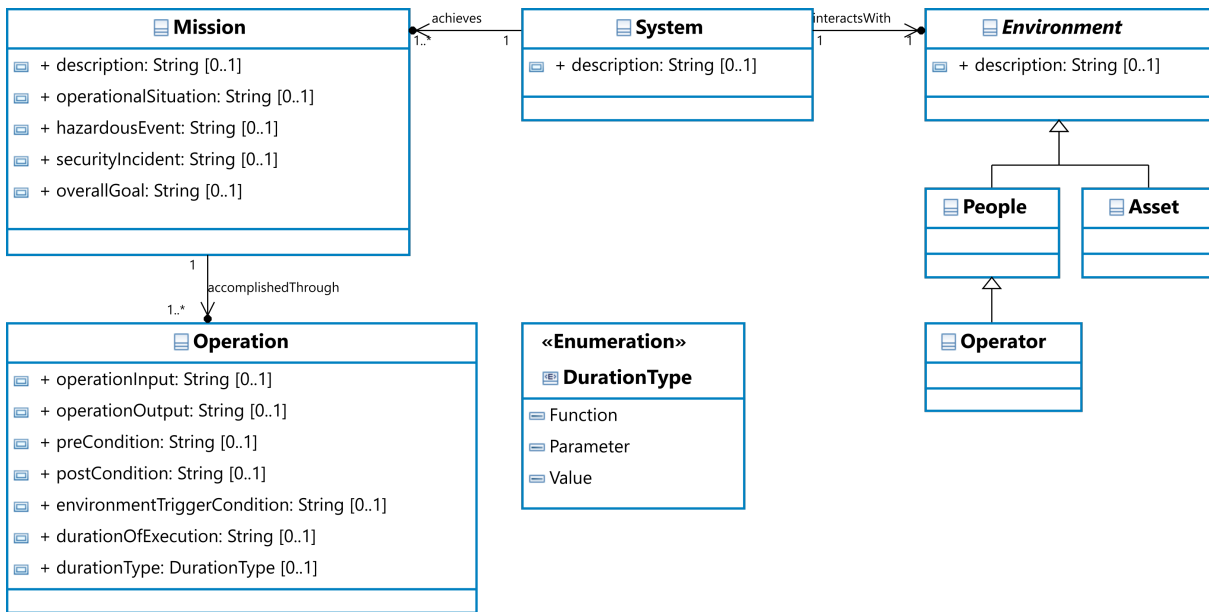 Mission
+ description: String [0..1]
+ operationalSituation: String [0..1]
+ hazardousEvent: String [0..1]
+ securityIncident: String [0..1]
+ overallGoal: String [0..1]
achieves
1..*
1
System
+ description: String [0..1]
interactsWith
1
1
Environment
+ description: String [0..1]
People
Asset
Operator
1
accomplishedThrough
1..*
Operation
+ operationInput: String [0..1]
+ operationOutput: String [0..1]
+ preCondition: String [0..1]
+ postCondition: String [0..1]
+ environmentTriggerCondition: String [0..1]
+ durationOfExecution: String [0..1]
+ durationType: DurationType [0..1]
«Enumeration»
DurationType
Function
Parameter
Value